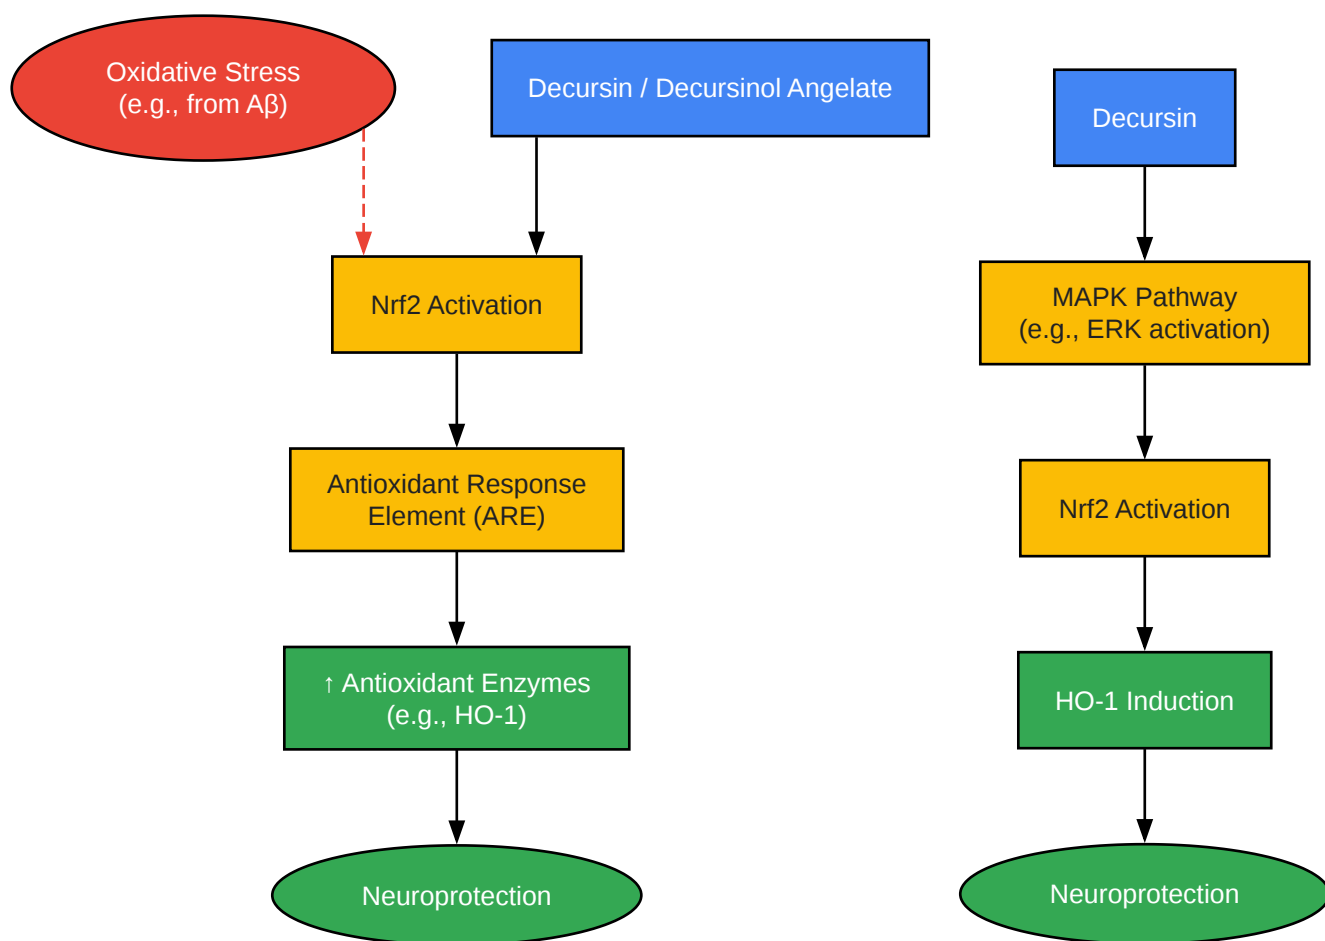 Oxidative Stress
(e.g., from Aβ)
Decursin / Decursinol Angelate
Nrf2 Activation
Antioxidant Response
Element (ARE)
↑ Antioxidant Enzymes
(e.g., HO-1)
Neuroprotection
Decursin
MAPK Pathway
(e.g., ERK activation)
Nrf2 Activation
HO-1 Induction
Neuroprotection